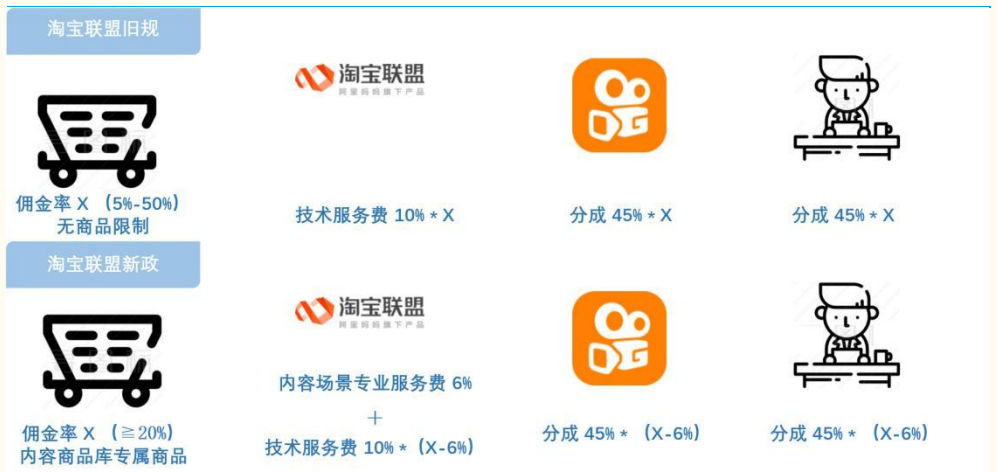 淘宝联盟旧规
淘宝联盟
阿里妈妈旗下产品
佣金率 X （5%-50%）
无商品限制
技术服务费 10% * X
分成 45% * X
分成 45% * X
淘宝联盟新政
淘宝联盟
阿里妈妈旗下产品
内容场景专业服务费 6%
+
技术服务费 10% *（X-6%）
佣金率 X （≧20%）
内容商品库专属商品
分成 45% * （X-6%）
分成 45% * （X-6%）